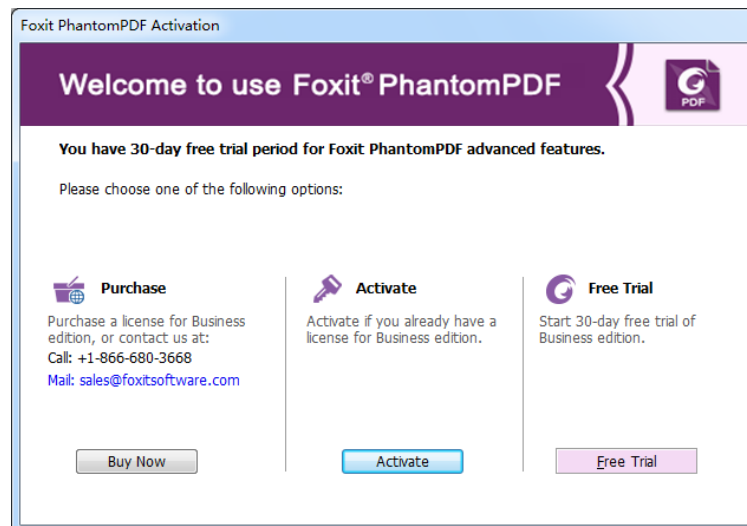 Foxit PhantomPDF Activation
Welcome to use Foxit® PhantomPDF
PDF
You have 30-day free trial period for Foxit PhantomPDF advanced features.
Please choose one of the following options:
Purchase
Purchase a license for Business
edition, or contact us at:
Call: +1-866-680-3668
Mail: sales@foxitsoftware.com
Buy Now
Activate
Activate if you already have a
license for Business edition.
Activate
Free Trial
Start 30-day free trial of
Business edition.
Free Trial